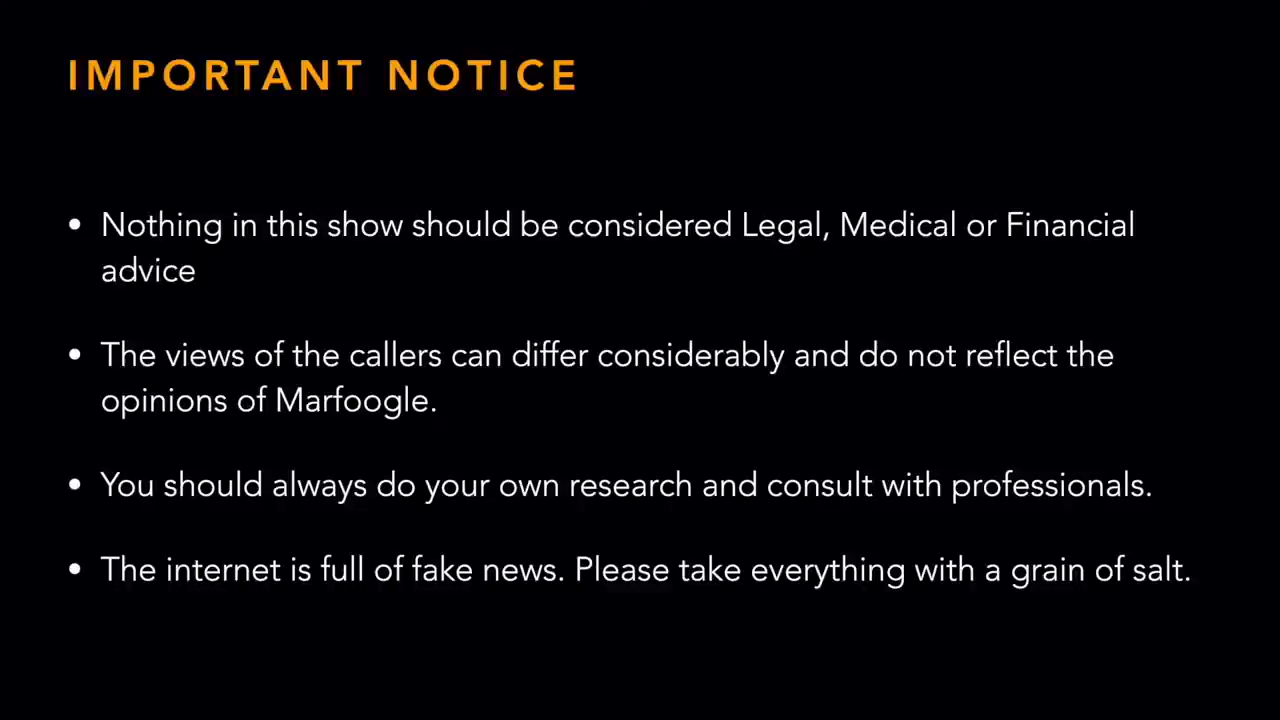 IMPORTANT NOTICE
• Nothing in this show should be considered Legal, Medical or Financial
advice
• The views of the callers can differ considerably and do not reflect the
opinions of Marfoogle.
• You should always do your own research and consult with professionals.
• The internet is full of fake news. Please take everything with a grain of salt.